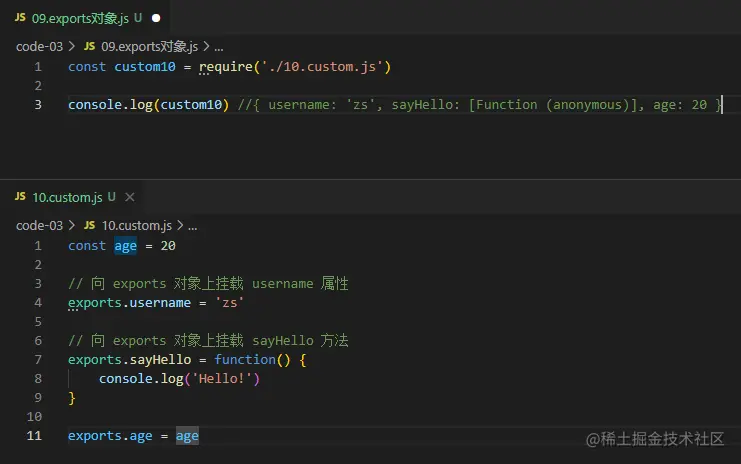 JS 09.exports对象.js U
code-03 > JS 09.exports对象.js > ...
1 const custom10 = require('./10.custom.js')
2
3 console.log(custom10) //{ username: 'zs', sayHello: [Function (anonymous)], age: 20 }
JS 10.custom.js U ×
code-03 > JS 10.custom.js > ...
1 const age = 20
2
3 // 向 exports 对象上挂载 username 属性
4 exports.username = 'zs'
5
6 // 向 exports 对象上挂载 sayHello 方法
7 exports.sayHello = function() {
8 console.log('Hello!')
9 }
10
11 exports.age = age
@稀土掘金技术社区